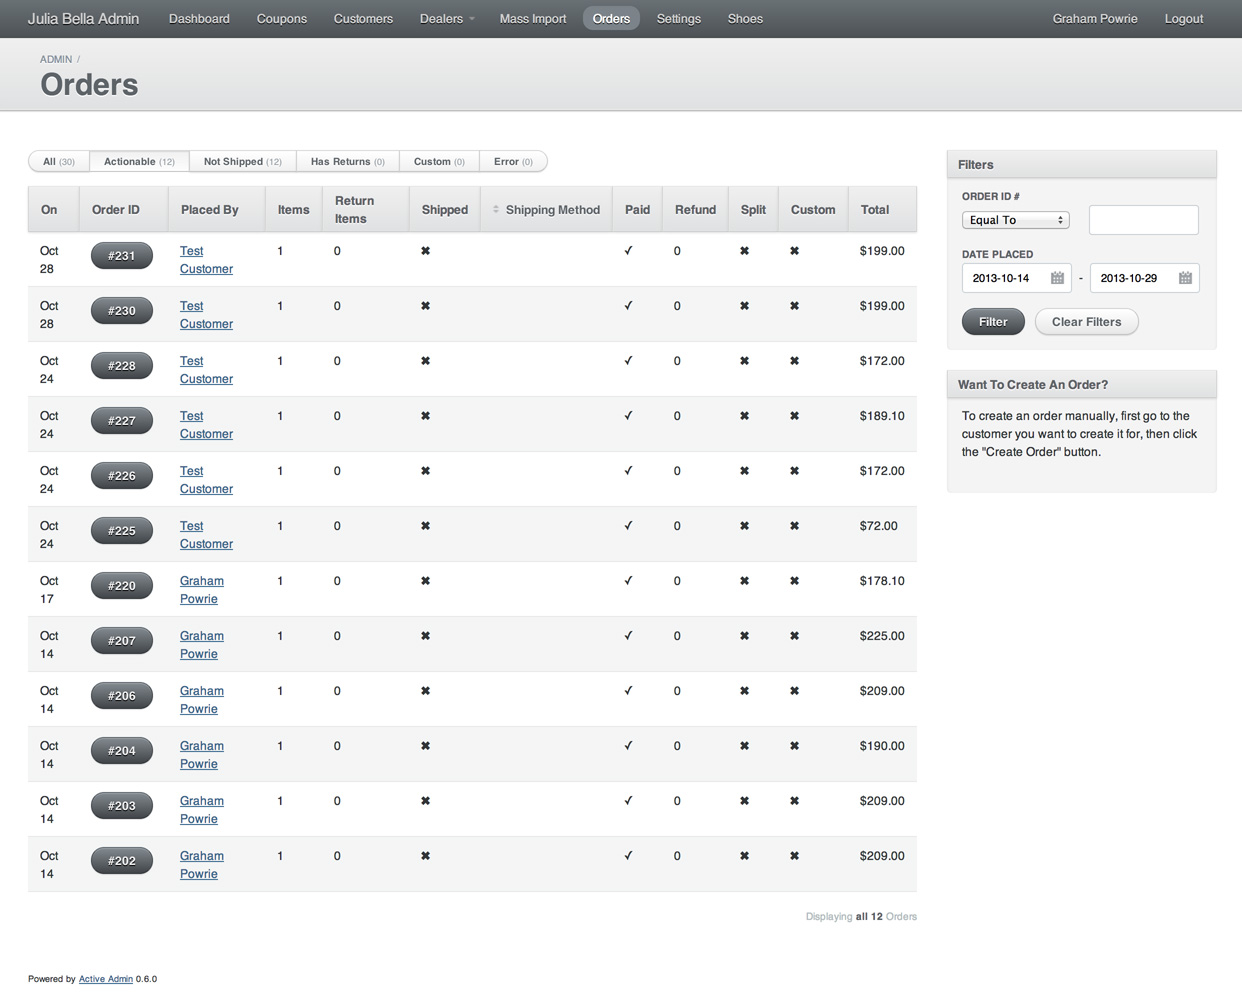 Julia Bella Admin Dashboard Coupons Customers Dealers Mass Import Orders Settings Shoes Graham Powrie Logout
ADMIN /
Orders
All (30) Actionable (12) Not Shipped (12) Has Returns (0) Custom (0) Error (0)
On Order ID Placed By Items Return Items Shipped Shipping Method Paid Refund Split Custom Total
Oct 28 #231 Test Customer 1 0 ✖ ✓ 0 ✖ ✖ $199.00
Oct 28 #230 Test Customer 1 0 ✖ ✓ 0 ✖ ✖ $199.00
Oct 24 #228 Test Customer 1 0 ✖ ✓ 0 ✖ ✖ $172.00
Oct 24 #227 Test Customer 1 0 ✖ ✓ 0 ✖ ✖ $189.10
Oct 24 #226 Test Customer 1 0 ✖ ✓ 0 ✖ ✖ $172.00
Oct 24 #225 Test Customer 1 0 ✖ ✓ 0 ✖ ✖ $72.00
Oct 17 #220 Graham Powrie 1 0 ✖ ✓ 0 ✖ ✖ $178.10
Oct 14 #207 Graham Powrie 1 0 ✖ ✓ 0 ✖ ✖ $225.00
Oct 14 #206 Graham Powrie 1 0 ✖ ✓ 0 ✖ ✖ $209.00
Oct 14 #204 Graham Powrie 1 0 ✖ ✓ 0 ✖ ✖ $190.00
Oct 14 #203 Graham Powrie 1 0 ✖ ✓ 0 ✖ ✖ $209.00
Oct 14 #202 Graham Powrie 1 0 ✖ ✓ 0 ✖ ✖ $209.00
Displaying all 12 Orders
Filters
ORDER ID #
Equal To
DATE PLACED
2013-10-14 - 2013-10-29
Filter Clear Filters
Want To Create An Order?
To create an order manually, first go to the
customer you want to create it for, then click
the "Create Order" button.
Powered by Active Admin 0.6.0